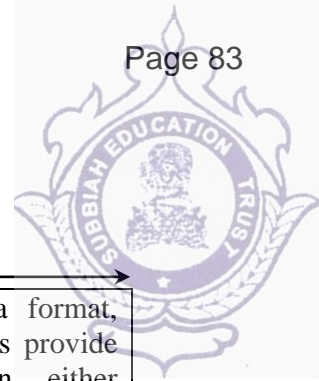 Page 83
SUBBIAH EDUCATION TRUST
a format,
s provide
n either